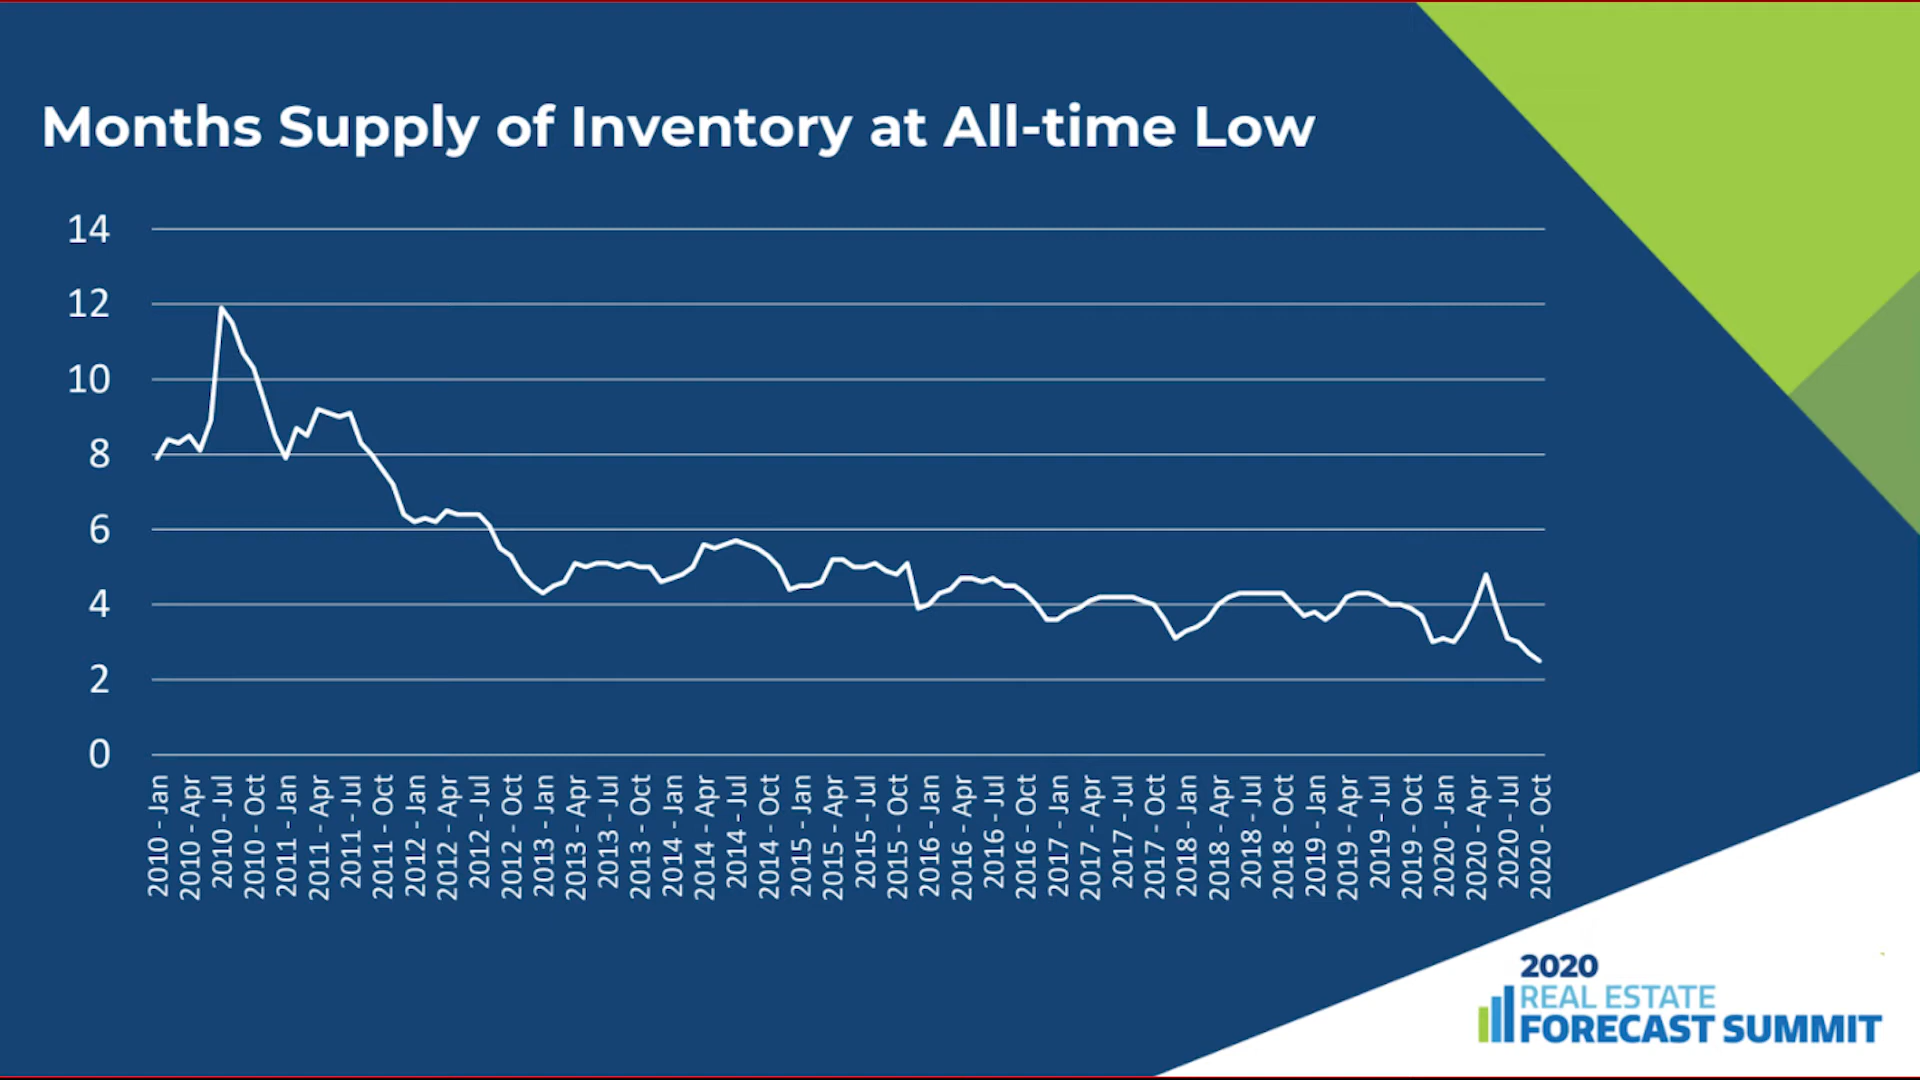 Months Supply of Inventory at All-time Low
14
12
10
8
6
4
2
0
2010 - Jan
2010 - Apr
2010 - Jul
2010 - Oct
2011 - Jan
2011 - Apr
2011 - Jul
2011 - Oct
2012 - Jan
2012 - Apr
2012 - Jul
2012 - Oct
2013 - Jan
2013 - Apr
2013 - Jul
2013 - Oct
2014 - Jan
2014 - Apr
2014 - Jul
2014 - Oct
2015 - Jan
2015 - Apr
2015 - Jul
2015 - Oct
2016 - Jan
2016 - Apr
2016 - Jul
2016 - Oct
2017 - Jan
2017 - Apr
2017 - Jul
2017 - Oct
2018 - Jan
2018 - Apr
2018 - Jul
2018 - Oct
2019 - Jan
2019 - Apr
2019 - Jul
2019 - Oct
2020 - Jan
2020 - Apr
2020 - Jul
2020 - Oct
2020
REAL ESTATE
FORECAST SUMMIT